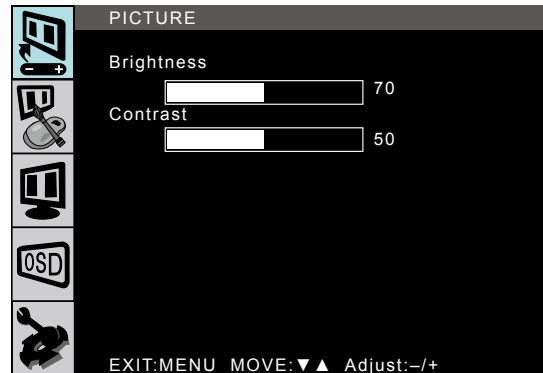 PICTURE
− +
Brightness
70
Contrast
50
OSD
EXIT:MENU MOVE:▼▲ Adjust:–/+